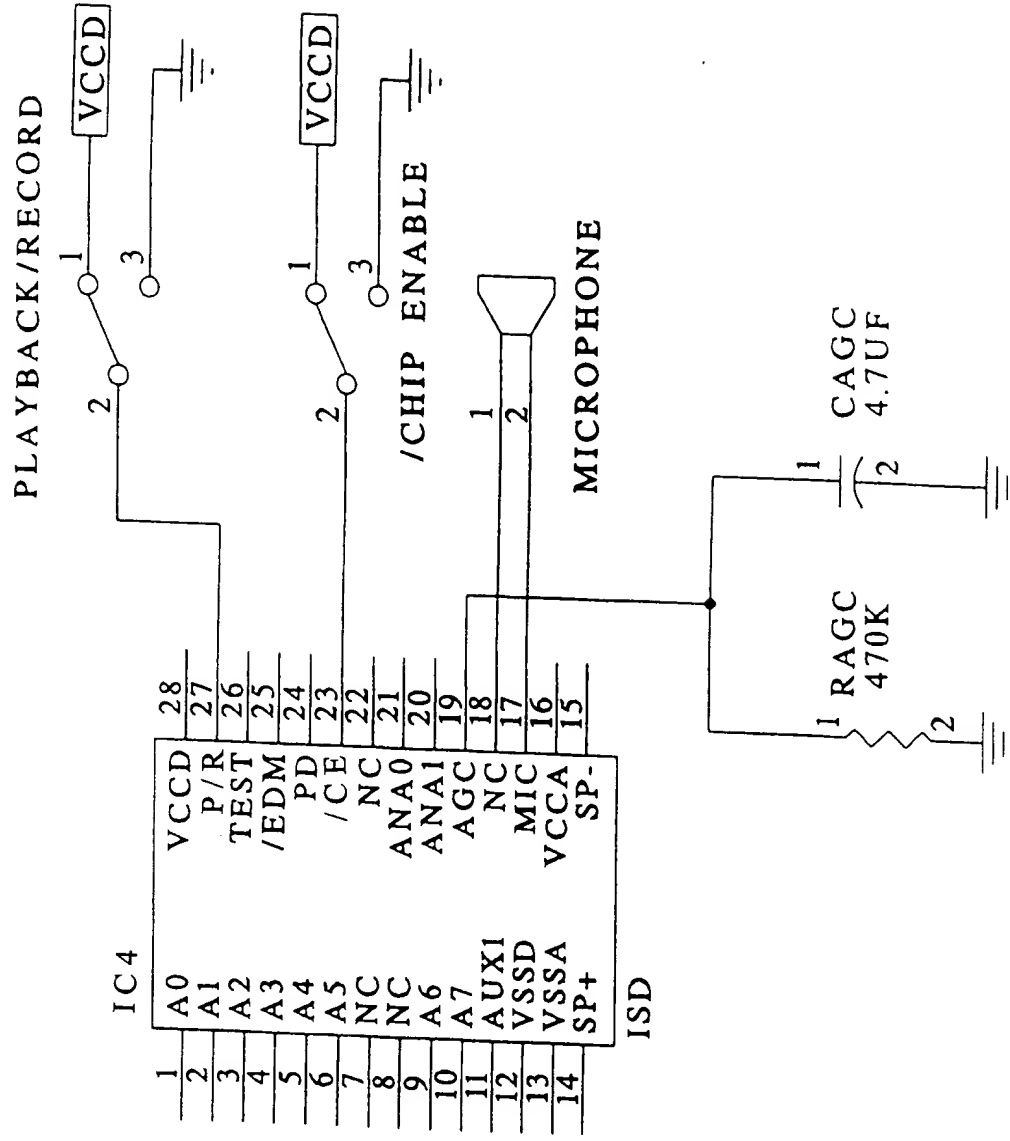 PLAYBACK/RECORD
VCCD
1
3
2
VCCD
1
3
2
/CHIP ENABLE
1
2
MICROPHONE
IC4
1 A0
2 A1
3 A2
4 A3
5 A4
6 A5
7 NC
8 NC
9 A6
10 A7
11 AUX1
12 VSSD
13 VSSA
14 SP+
VCCD 28
P/R 27
TEST 26
/EDM 25
PD 24
/CE 23
NC 22
ANA0 21
ANA1 20
AGC 19
NC 18
MIC 17
VCCA 16
SP- 15
ISD
RAGC
470K
1
2
CAGC
4.7UF
1
2